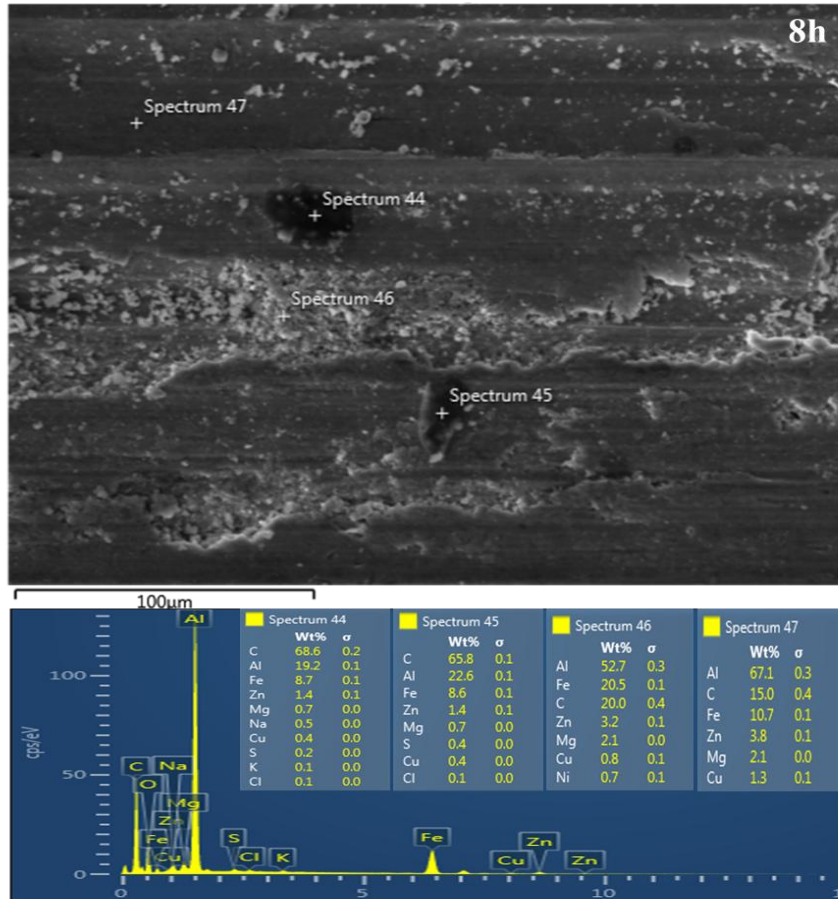 8h
Spectrum 47
Spectrum 44
Spectrum 46
Spectrum 45
100µm
Spectrum 44
Wt% σ
C 68.6 0.2
Al 19.2 0.1
Fe 8.7 0.1
Zn 1.4 0.1
Mg 0.7 0.0
Na 0.5 0.0
Cu 0.4 0.0
S 0.2 0.0
K 0.1 0.0
Cl 0.1 0.0
Spectrum 45
Wt% σ
C 65.8 0.1
Al 22.6 0.1
Fe 8.6 0.1
Zn 1.4 0.1
Mg 0.7 0.0
S 0.4 0.0
Cu 0.4 0.0
Cl 0.1 0.0
Spectrum 46
Wt% σ
Al 52.7 0.3
Fe 20.5 0.1
C 20.0 0.4
Zn 3.2 0.1
Mg 2.1 0.0
Cu 0.8 0.1
Ni 0.7 0.1
Spectrum 47
Wt% σ
Al 67.1 0.3
C 15.0 0.4
Fe 10.7 0.1
Zn 3.8 0.1
Mg 2.1 0.0
Cu 1.3 0.1
cps/eV
100
50
0
Al
C Na
O
Mg
Zn
Fe
Cu
S
Cl
K
Fe
Cu
Zn
Zn
0 5 10